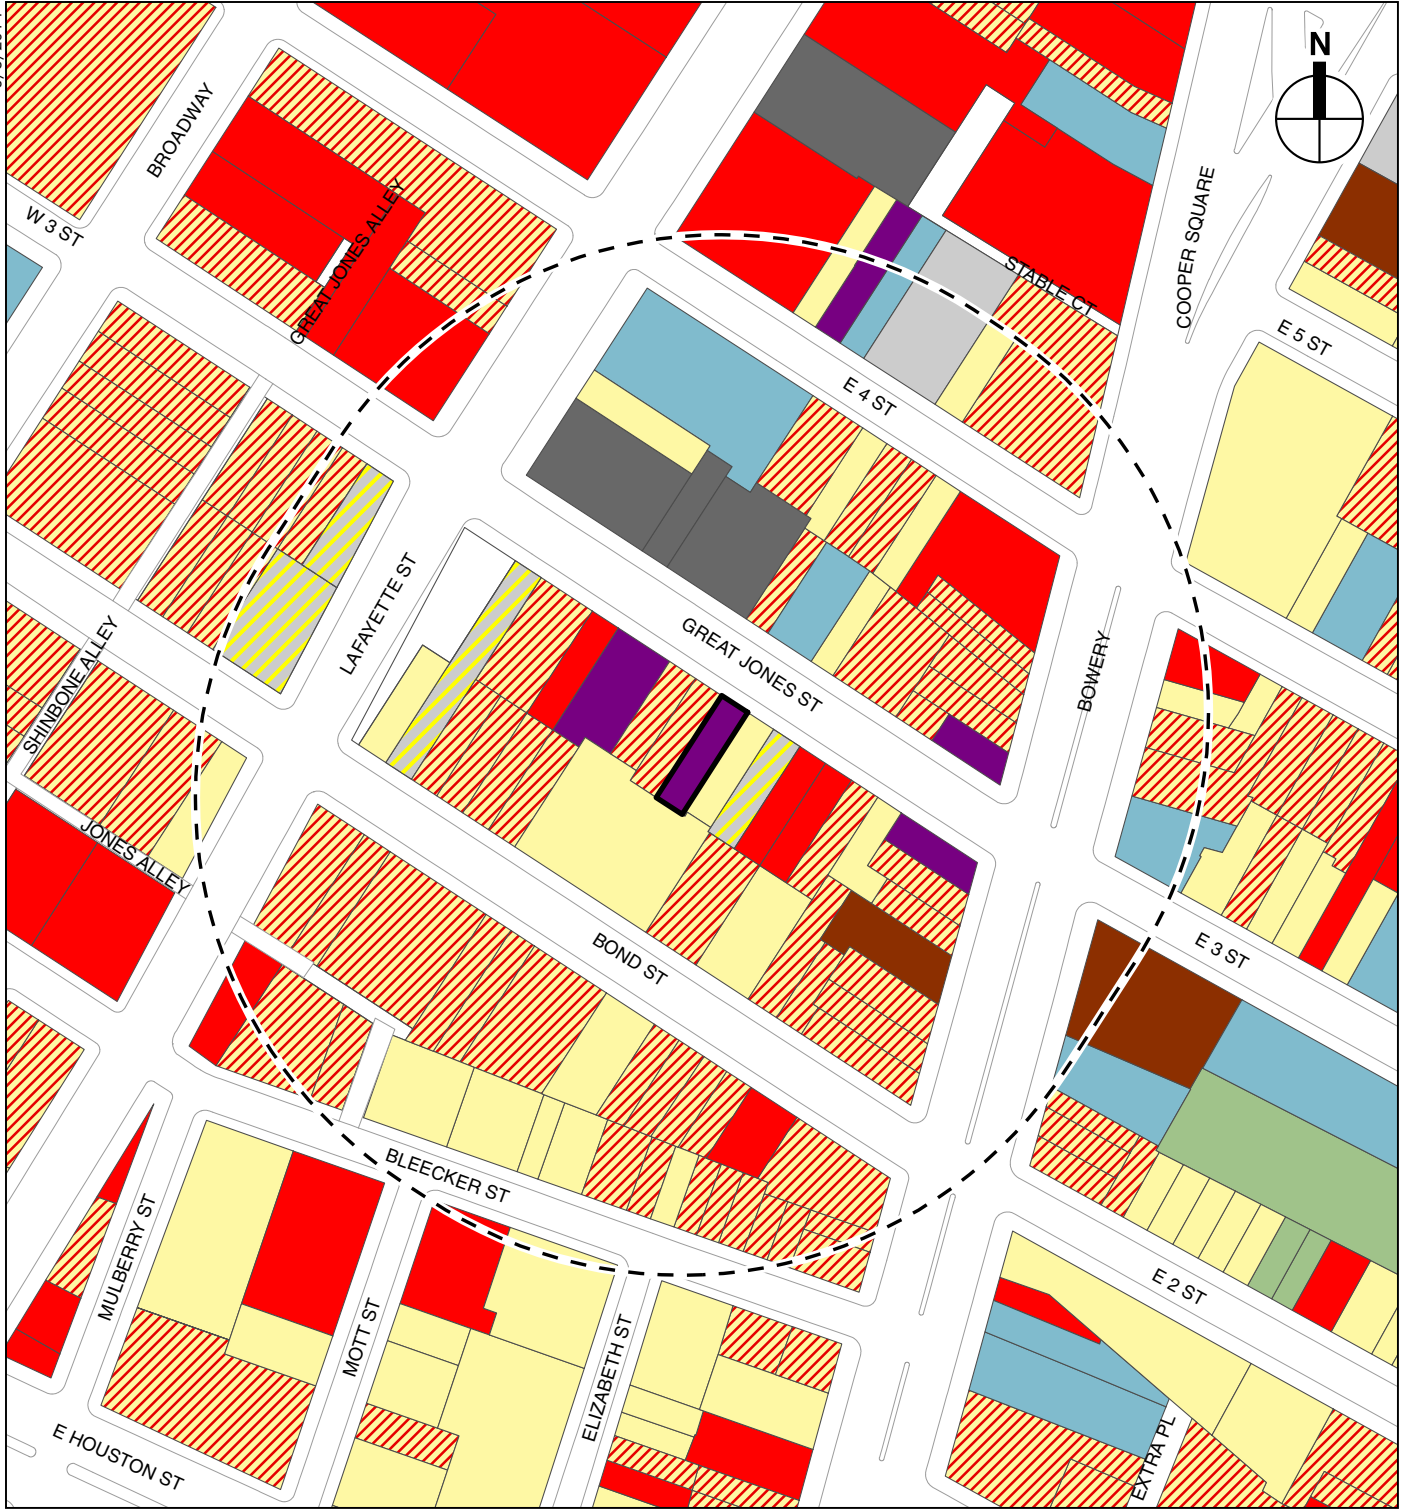 N
BROADWAY
W 3 ST
GREAT JONES ALLEY
COOPER SQUARE
STABLE CT
E 5 ST
E 4 ST
LAFAYETTE ST
GREAT JONES ST
SHINBONE ALLEY
BOWERY
JONES ALLEY
BOND ST
E 3 ST
BLEECKER ST
MULBERRY ST
MOTT ST
ELIZABETH ST
E 2 ST
EXTRA PL
E HOUSTON ST